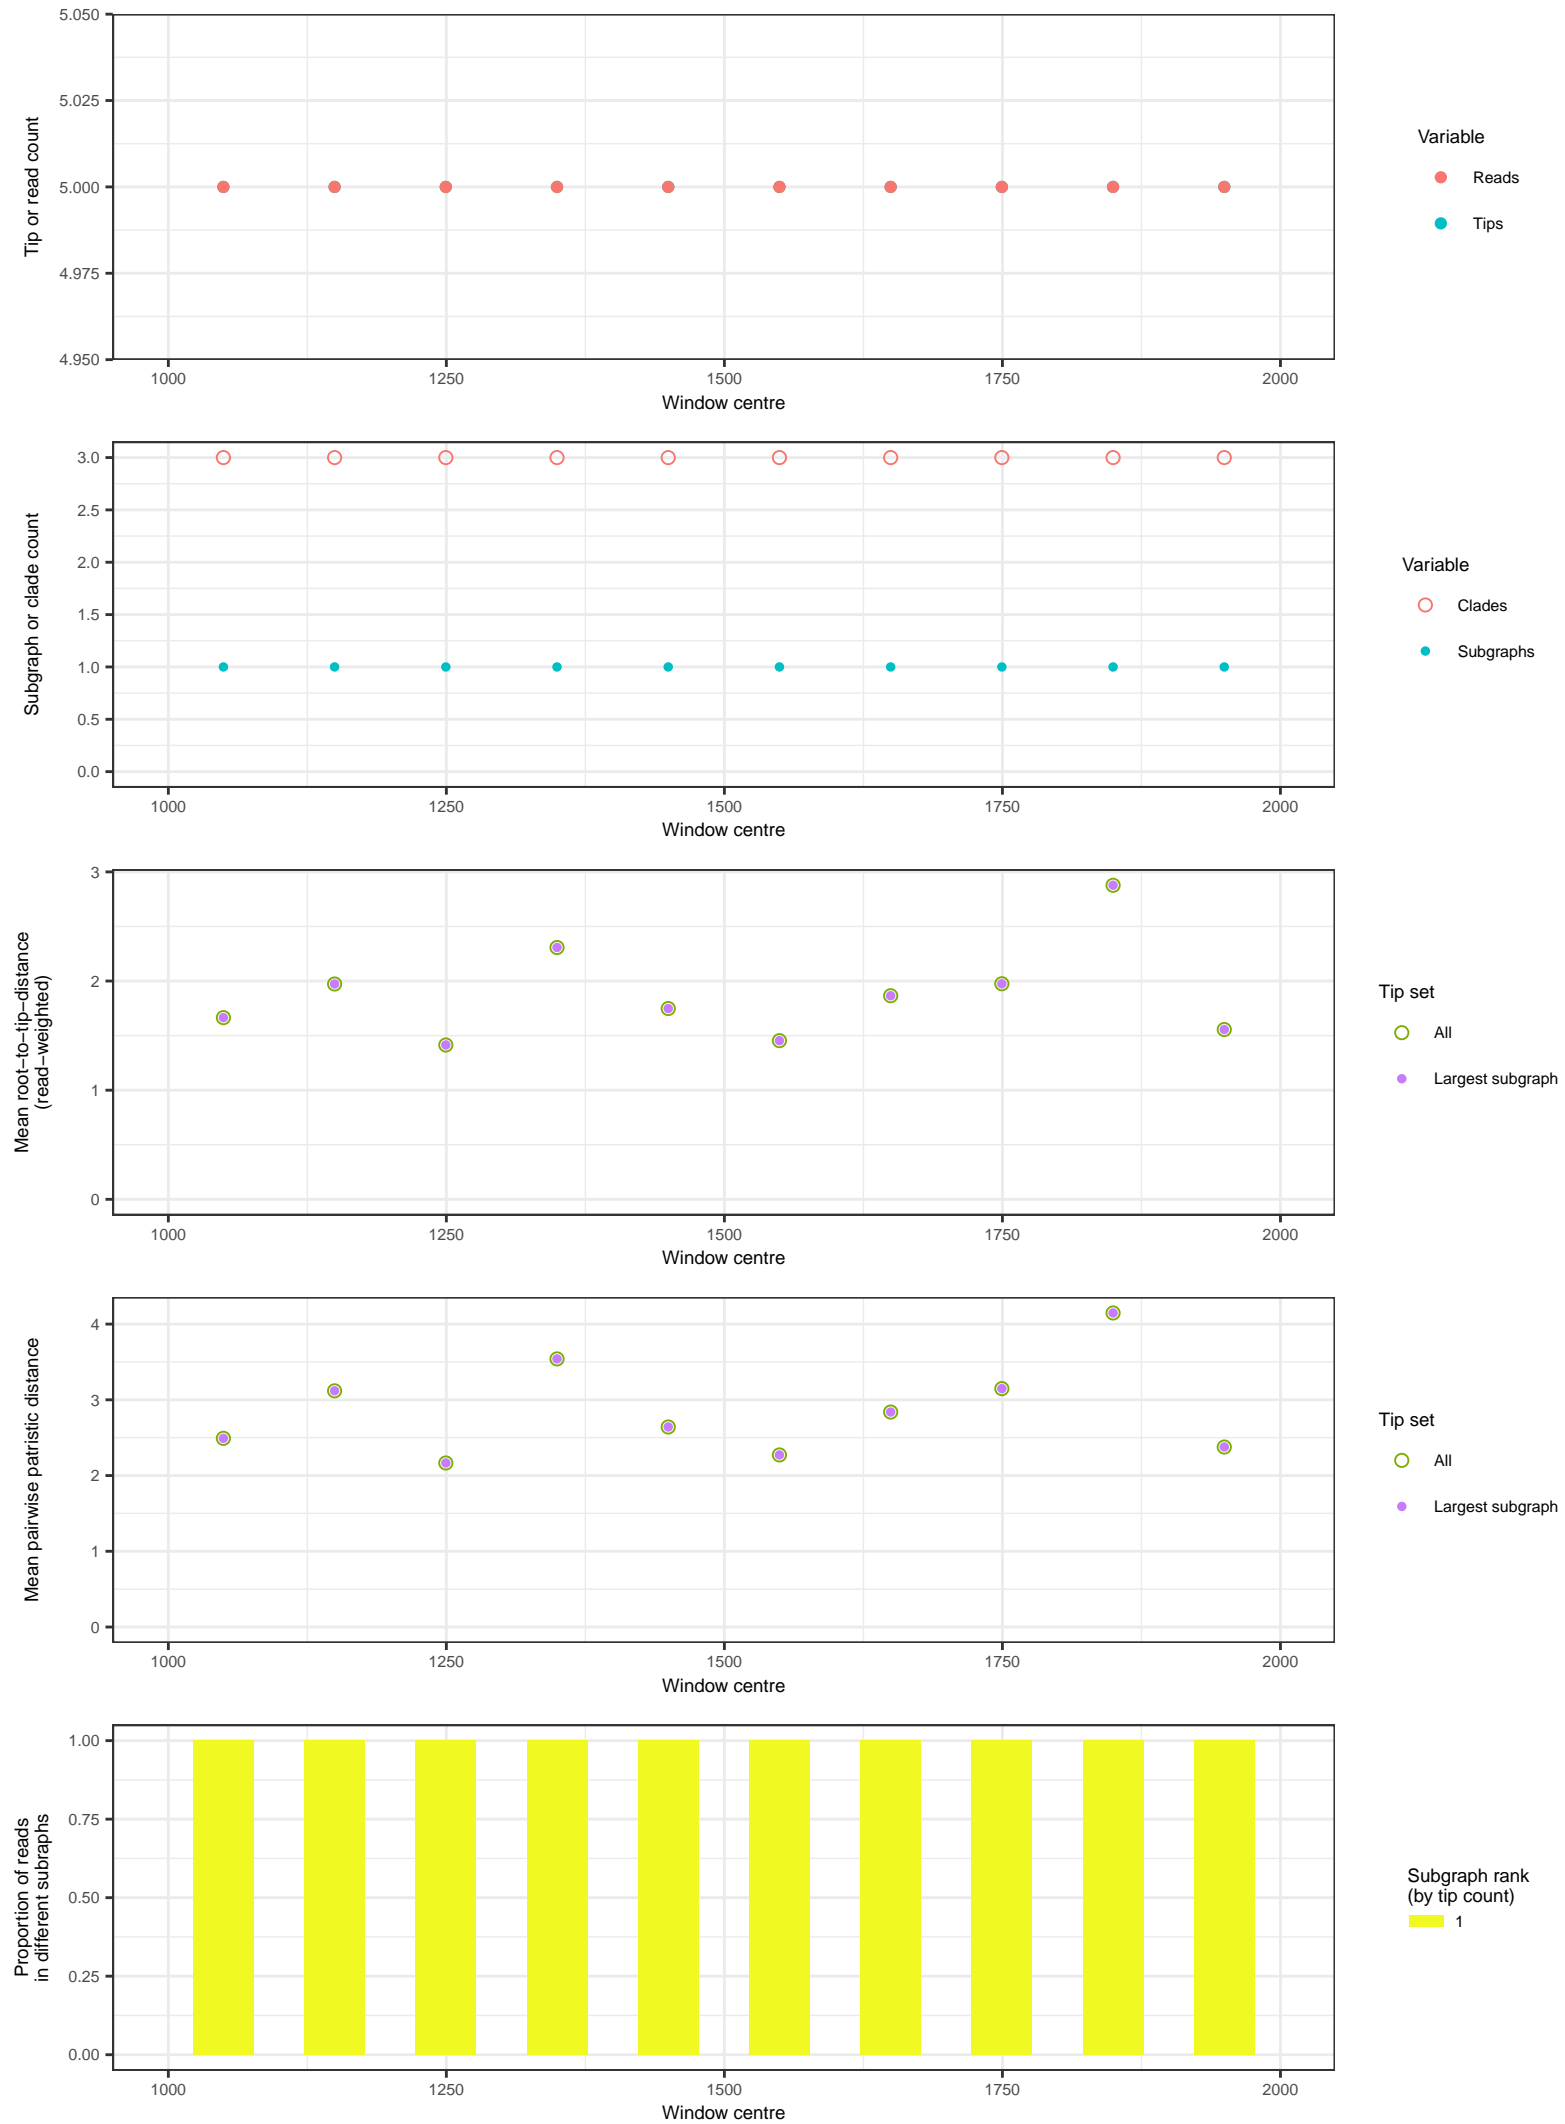 5.050
5.025
5.000
4.975
4.950
Tip or read count
1000 1250 1500 1750 2000
Window centre
Variable
Reads
Tips
3.0
2.5
2.0
1.5
1.0
0.5
0.0
Subgraph or clade count
1000 1250 1500 1750 2000
Window centre
Variable
Clades
Subgraphs
3
2
1
0
Mean root−to−tip−distance
(read−weighted)
1000 1250 1500 1750 2000
Window centre
Tip set
All
Largest subgraph
4
3
2
1
0
Mean pairwise patristic distance
1000 1250 1500 1750 2000
Window centre
Tip set
All
Largest subgraph
1.00
0.75
0.50
0.25
0.00
Proportion of reads
in different subraphs
1000 1250 1500 1750 2000
Window centre
Subgraph rank
(by tip count)
1